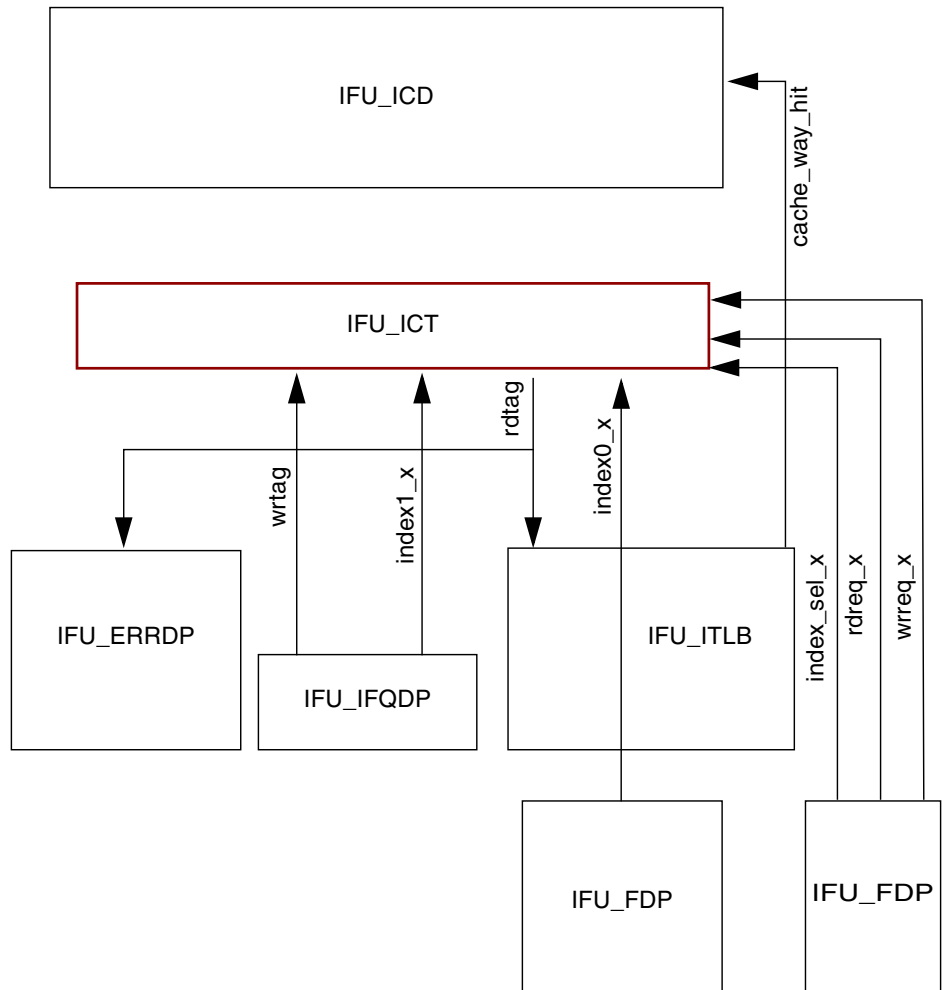 IFU_ICD
cache_way_hit
IFU_ICT
rdtag
wrtag
index1_x
index0_x
index_sel_x
rdreq_x
wrreq_x
IFU_ERRDP
IFU_IFQDP
IFU_ITLB
IFU_FDP
IFU_FDP